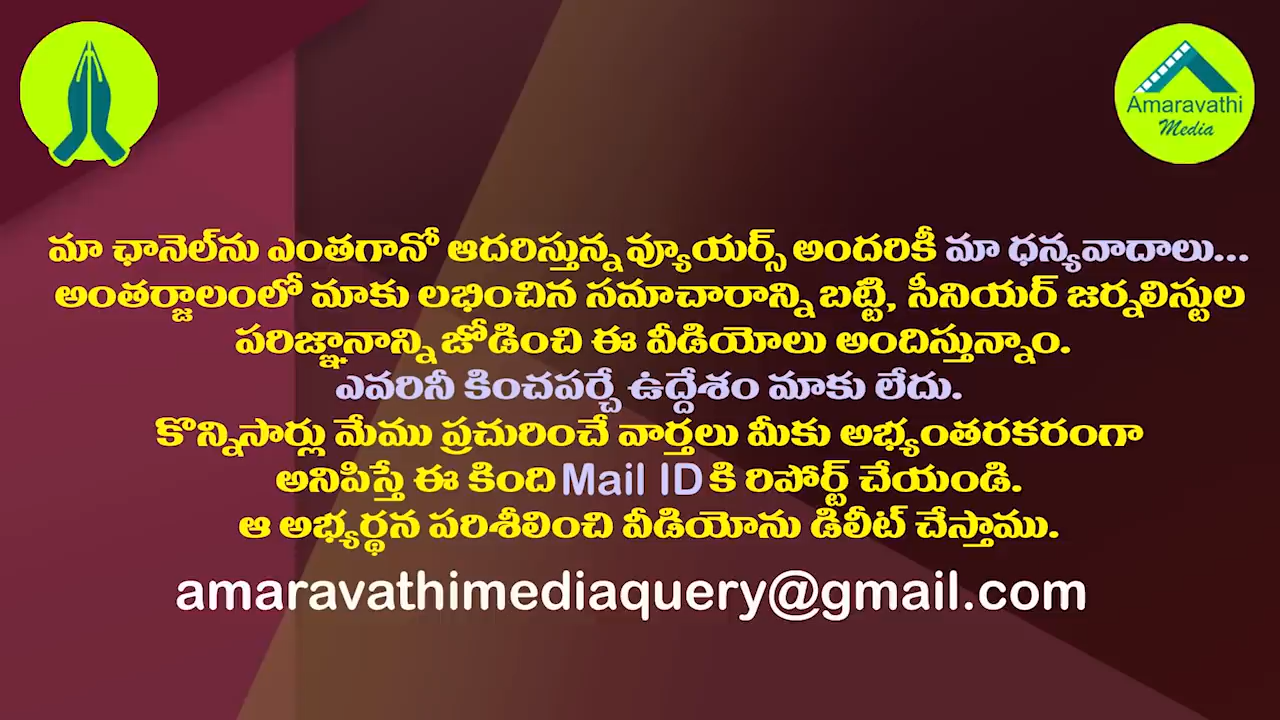 Amaravathi
Media
మా ఛానెల్‌ను ఎంతగానో ఆదరిస్తున్న వ్యూయర్స్ అందరికీ మా ధన్యవాదాలు...
అంతర్జాలంలో మాకు లభించిన సమాచారాన్ని బట్టి, సీనియర్ జర్నలిస్టుల
పరిజ్ఞానాన్ని జోడించి ఈ వీడియోలు అందిస్తున్నాం.
ఎవరినీ కించపర్చే ఉద్దేశం మాకు లేదు.
కొన్నిసార్లు మేము ప్రచురించే వార్తలు మీకు అభ్యంతరకరంగా
అనిపిస్తే ఈ కింది Mail ID కి రిపోర్ట్ చేయండి.
ఆ అభ్యర్థన పరిశీలించి వీడియోను డిలీట్ చేస్తాము.
amaravathimediaquery@gmail.com